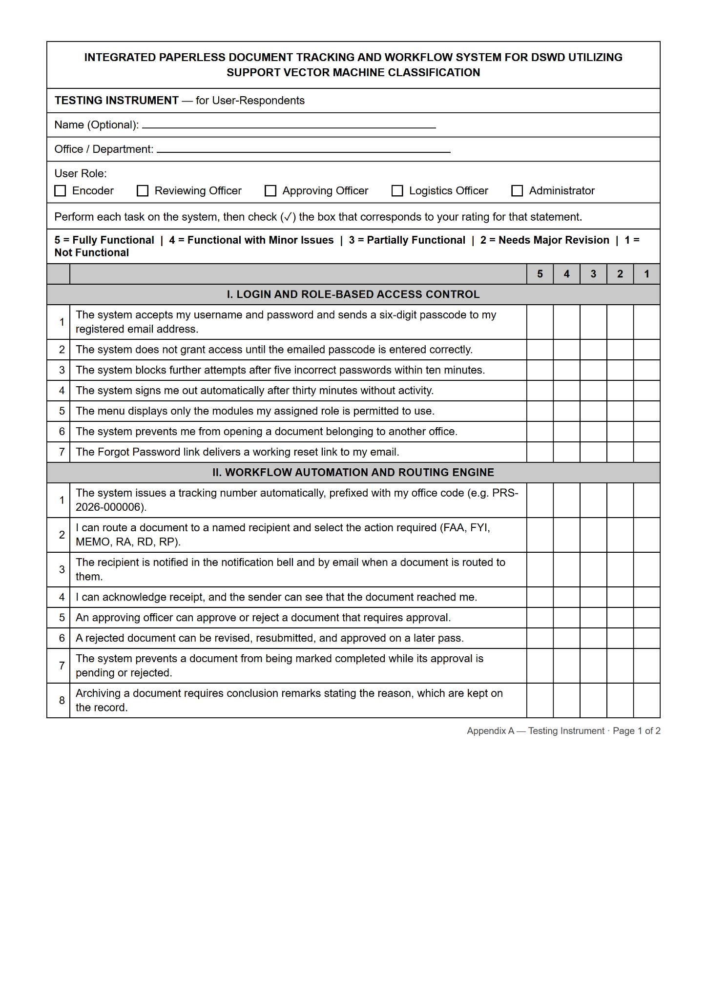 INTEGRATED PAPERLESS DOCUMENT TRACKING AND WORKFLOW SYSTEM FOR DSWD UTILIZING
SUPPORT VECTOR MACHINE CLASSIFICATION
TESTING INSTRUMENT — for User-Respondents
Name (Optional):
Office / Department:
User Role:
Encoder Reviewing Officer Approving Officer Logistics Officer Administrator
Perform each task on the system, then check (✓) the box that corresponds to your rating for that statement.
5 = Fully Functional | 4 = Functional with Minor Issues | 3 = Partially Functional | 2 = Needs Major Revision | 1 =
Not Functional
5 4 3 2 1
I. LOGIN AND ROLE-BASED ACCESS CONTROL
1 The system accepts my username and password and sends a six-digit passcode to my
registered email address.
2 The system does not grant access until the emailed passcode is entered correctly.
3 The system blocks further attempts after five incorrect passwords within ten minutes.
4 The system signs me out automatically after thirty minutes without activity.
5 The menu displays only the modules my assigned role is permitted to use.
6 The system prevents me from opening a document belonging to another office.
7 The Forgot Password link delivers a working reset link to my email.
II. WORKFLOW AUTOMATION AND ROUTING ENGINE
1 The system issues a tracking number automatically, prefixed with my office code (e.g. PRS-
2026-000006).
2 I can route a document to a named recipient and select the action required (FAA, FYI,
MEMO, RA, RD, RP).
3 The recipient is notified in the notification bell and by email when a document is routed to
them.
4 I can acknowledge receipt, and the sender can see that the document reached me.
5 An approving officer can approve or reject a document that requires approval.
6 A rejected document can be revised, resubmitted, and approved on a later pass.
7 The system prevents a document from being marked completed while its approval is
pending or rejected.
8 Archiving a document requires conclusion remarks stating the reason, which are kept on
the record.
Appendix A — Testing Instrument · Page 1 of 2